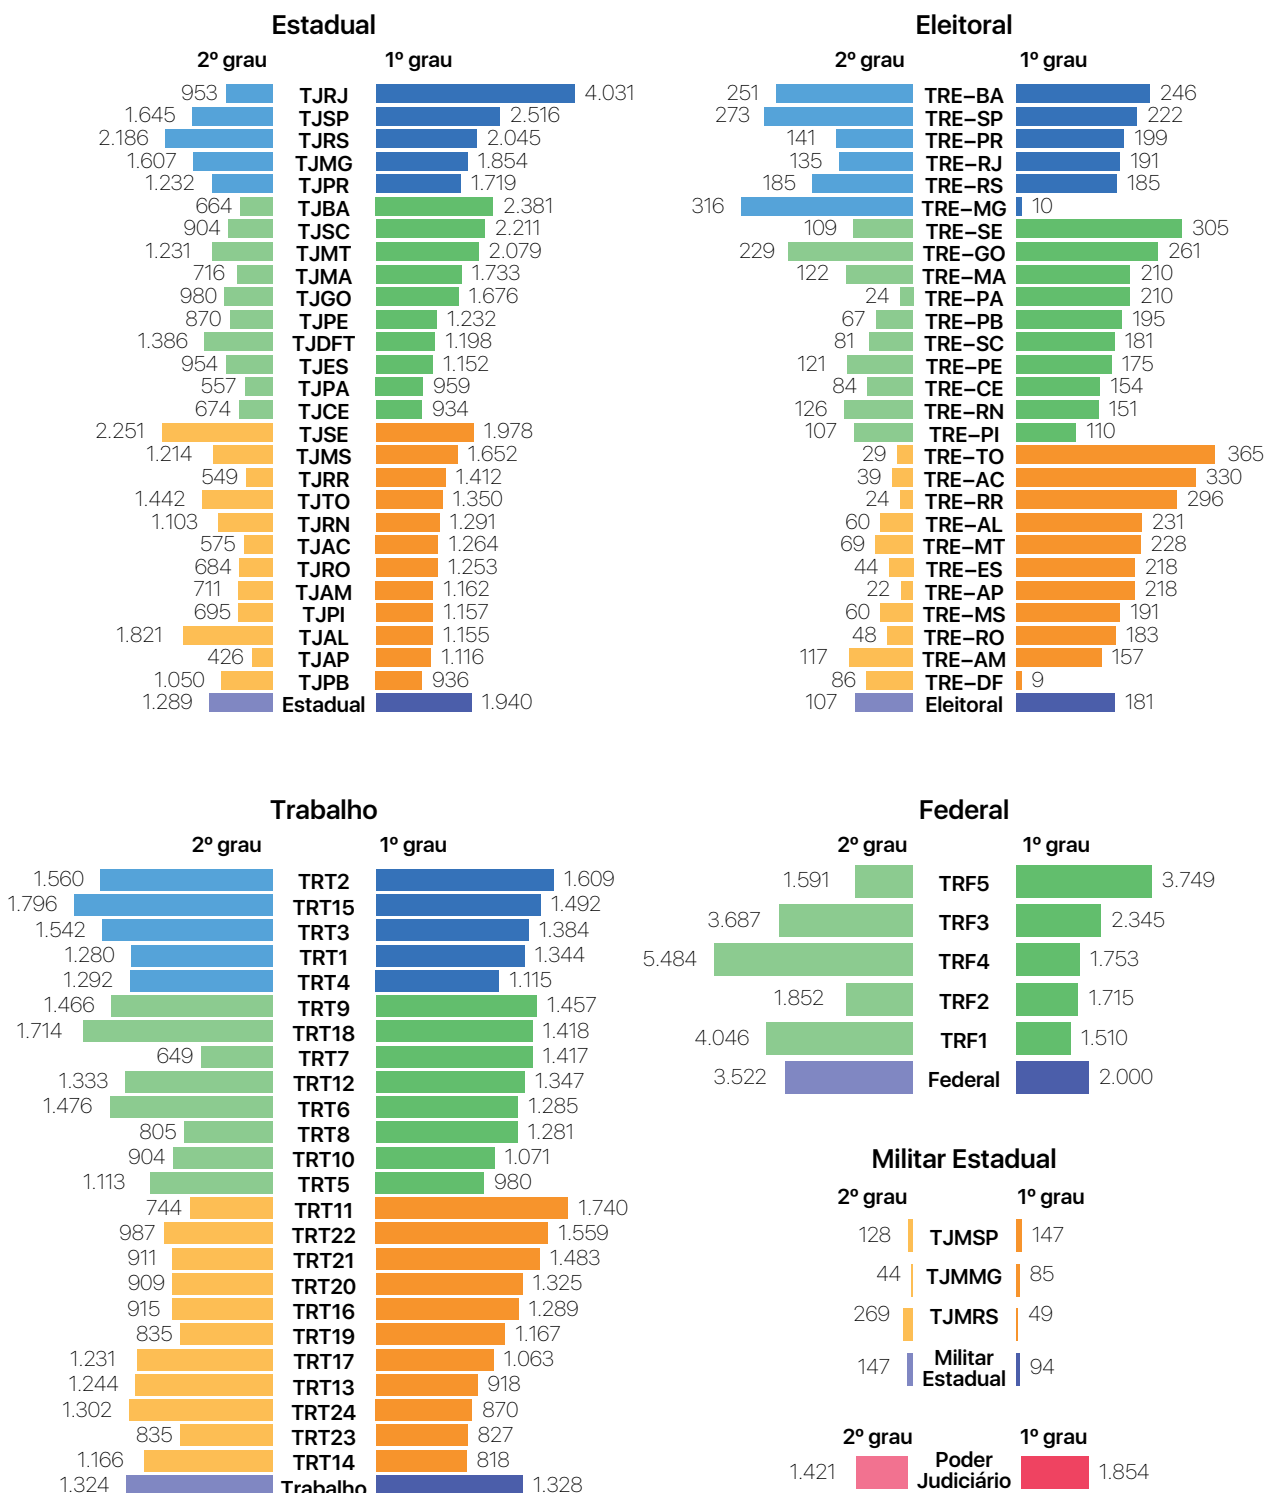 Estadual
2º grau 1º grau
953 TJRJ 4.031
1.645 TJSP 2.516
2.186 TJRS 2.045
1.607 TJMG 1.854
1.232 TJPR 1.719
664 TJBA 2.381
904 TJSC 2.211
1.231 TJMT 2.079
716 TJMA 1.733
980 TJGO 1.676
870 TJPE 1.232
1.386 TJDFT 1.198
954 TJES 1.152
557 TJPA 959
674 TJCE 934
2.251 TJSE 1.978
1.214 TJMS 1.652
549 TJRR 1.412
1.442 TJTO 1.350
1.103 TJRN 1.291
575 TJAC 1.264
684 TJRO 1.253
711 TJAM 1.162
695 TJPI 1.157
1.821 TJAL 1.155
426 TJAP 1.116
1.050 TJPB 936
1.289 Estadual 1.940
Eleitoral
2º grau 1º grau
251 TRE–BA 246
273 TRE–SP 222
141 TRE–PR 199
135 TRE–RJ 191
185 TRE–RS 185
316 TRE–MG 10
109 TRE–SE 305
229 TRE–GO 261
122 TRE–MA 210
24 TRE–PA 210
67 TRE–PB 195
81 TRE–SC 181
121 TRE–PE 175
84 TRE–CE 154
126 TRE–RN 151
107 TRE–PI 110
29 TRE–TO 365
39 TRE–AC 330
24 TRE–RR 296
60 TRE–AL 231
69 TRE–MT 228
44 TRE–ES 218
22 TRE–AP 218
60 TRE–MS 191
48 TRE–RO 183
117 TRE–AM 157
86 TRE–DF 9
107 Eleitoral 181
Trabalho
2º grau 1º grau
1.560 TRT2 1.609
1.796 TRT15 1.492
1.542 TRT3 1.384
1.280 TRT1 1.344
1.292 TRT4 1.115
1.466 TRT9 1.457
1.714 TRT18 1.418
649 TRT7 1.417
1.333 TRT12 1.347
1.476 TRT6 1.285
805 TRT8 1.281
904 TRT10 1.071
1.113 TRT5 980
744 TRT11 1.740
987 TRT22 1.559
911 TRT21 1.483
909 TRT20 1.325
915 TRT16 1.289
835 TRT19 1.167
1.231 TRT17 1.063
1.244 TRT13 918
1.302 TRT24 870
835 TRT23 827
1.166 TRT14 818
1.324 Trabalho 1.328
Federal
2º grau 1º grau
1.591 TRF5 3.749
3.687 TRF3 2.345
5.484 TRF4 1.753
1.852 TRF2 1.715
4.046 TRF1 1.510
3.522 Federal 2.000
Militar Estadual
2º grau 1º grau
128 TJMSP 147
44 TJMMG 85
269 TJMRS 49
Militar
147 Estadual 94
2º grau 1º grau
Poder
1.421 Judiciário 1.854